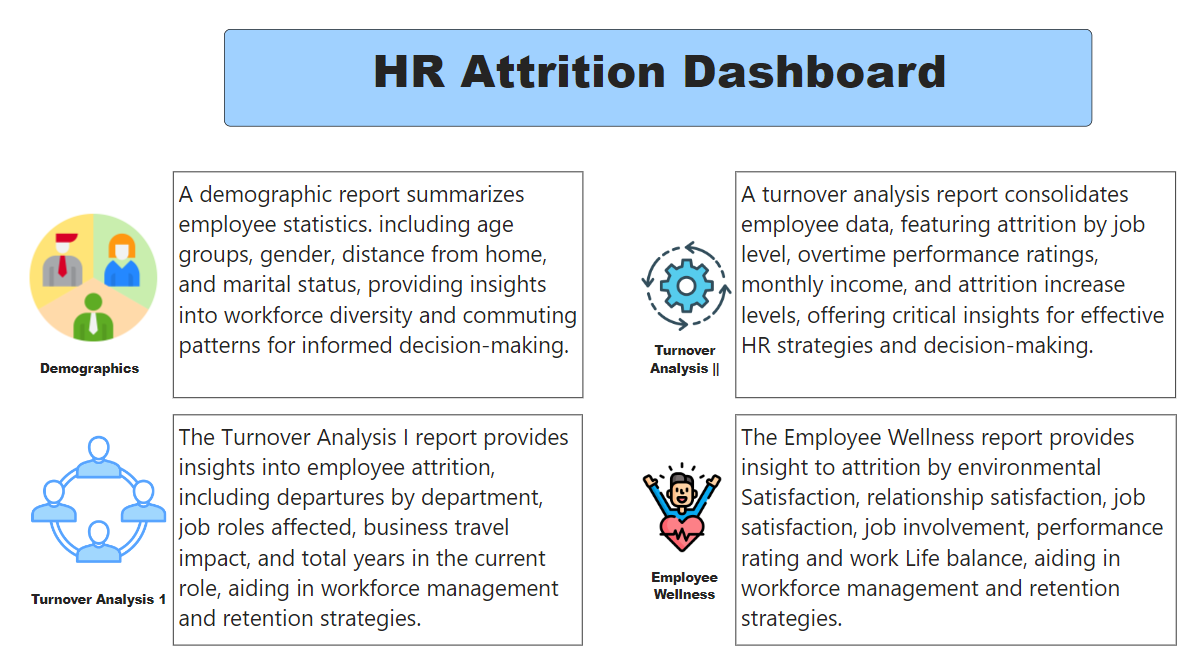 HR Attrition Dashboard
A demographic report summarizes
employee statistics. including age
groups, gender, distance from home,
and marital status, providing insights
into workforce diversity and commuting
patterns for informed decision-making.
Demographics
A turnover analysis report consolidates
employee data, featuring attrition by job
level, overtime performance ratings,
monthly income, and attrition increase
levels, offering critical insights for effective
HR strategies and decision-making.
Turnover
Analysis ||
The Turnover Analysis I report provides
insights into employee attrition,
including departures by department,
job roles affected, business travel
impact, and total years in the current
role, aiding in workforce management
and retention strategies.
Turnover Analysis 1
The Employee Wellness report provides
insight to attrition by environmental
Satisfaction, relationship satisfaction, job
satisfaction, job involvement, performance
rating and work Life balance, aiding in
workforce management and retention
strategies.
Employee
Wellness